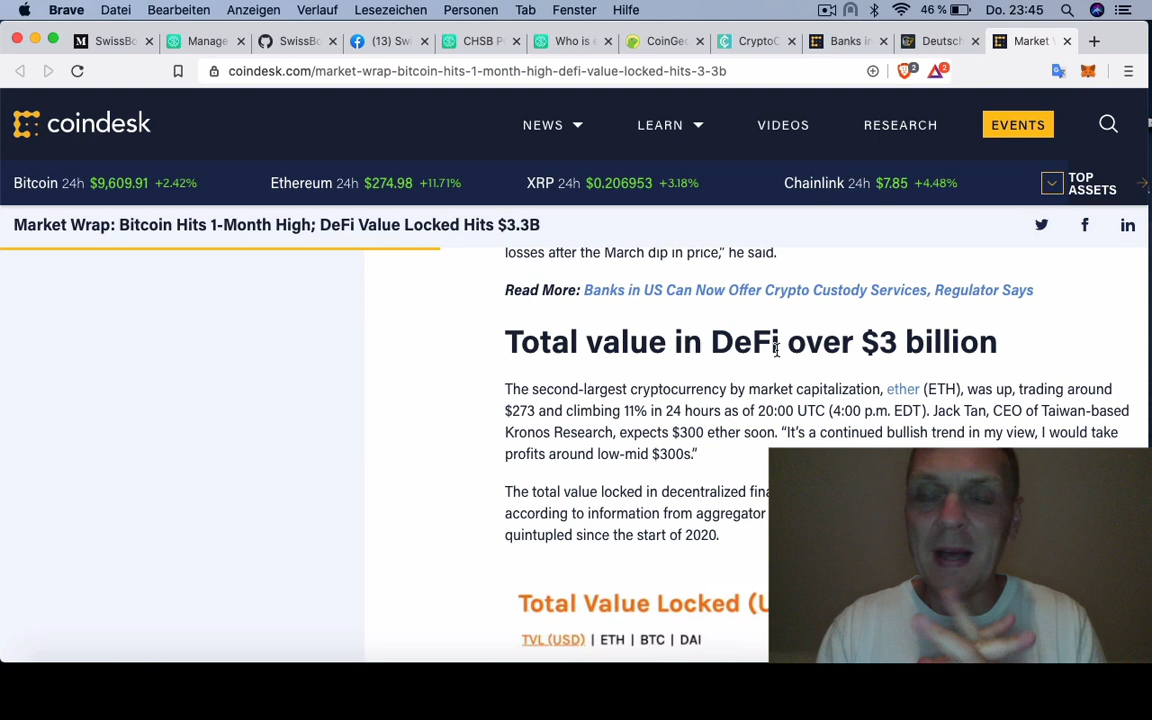 Brave Datei Bearbeiten Anzeigen Verlauf Lesezeichen Personen Tab Fenster Hilfe 46 % Do. 23:45
SwissBo Manage SwissBo (13) Swi CHSB P Who is CoinGec CryptoC Banks in Deutsch Market
coindesk.com/market-wrap-bitcoin-hits-1-month-high-defi-value-locked-hits-3-3b 2 2
coindesk NEWS LEARN VIDEOS RESEARCH EVENTS
Bitcoin 24h $9,609.91 +2.42% Ethereum 24h $274.98 +11.71% XRP 24h $0.206953 +3.18% Chainlink 24h $7.85 +4.48% TOP
ASSETS
Market Wrap: Bitcoin Hits 1-Month High; DeFi Value Locked Hits $3.3B
losses after the March dip in price,” he said.
Read More: Banks in US Can Now Offer Crypto Custody Services, Regulator Says
Total value in DeFi over $3 billion
The second-largest cryptocurrency by market capitalization, ether (ETH), was up, trading around
$273 and climbing 11% in 24 hours as of 20:00 UTC (4:00 p.m. EDT). Jack Tan, CEO of Taiwan-based
Kronos Research, expects $300 ether soon. “It’s a continued bullish trend in my view, I would take
profits around low-mid $300s.”
The total value locked in decentralized fina
according to information from aggregator
quintupled since the start of 2020.
Total Value Locked (U
TVL (USD) | ETH | BTC | DAI